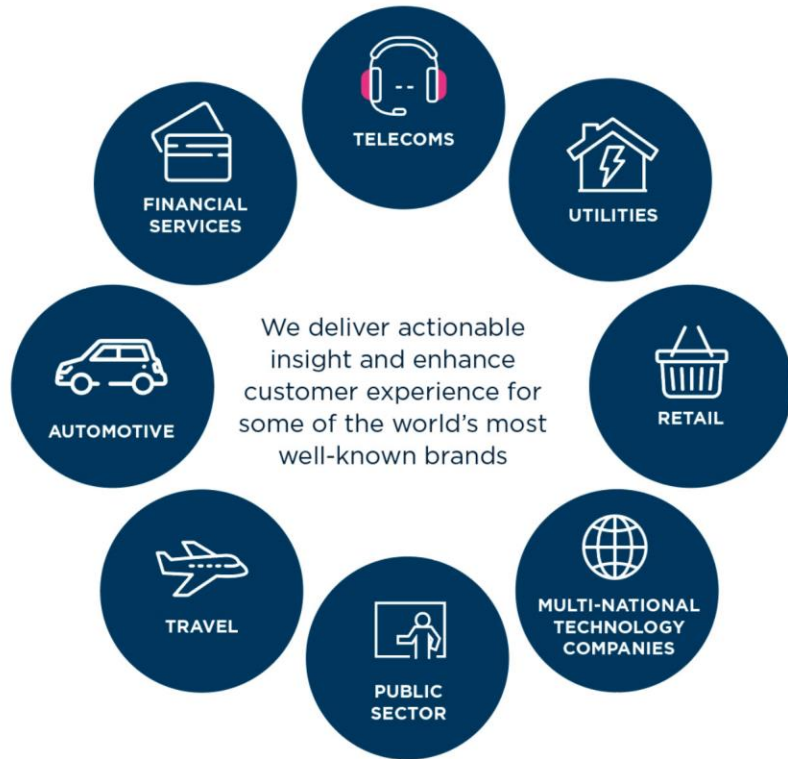 TELECOMS
UTILITIES
RETAIL
MULTI-NATIONAL
TECHNOLOGY
COMPANIES
PUBLIC
SECTOR
TRAVEL
AUTOMOTIVE
FINANCIAL
SERVICES
We deliver actionable
insight and enhance
customer experience for
some of the world's most
well-known brands